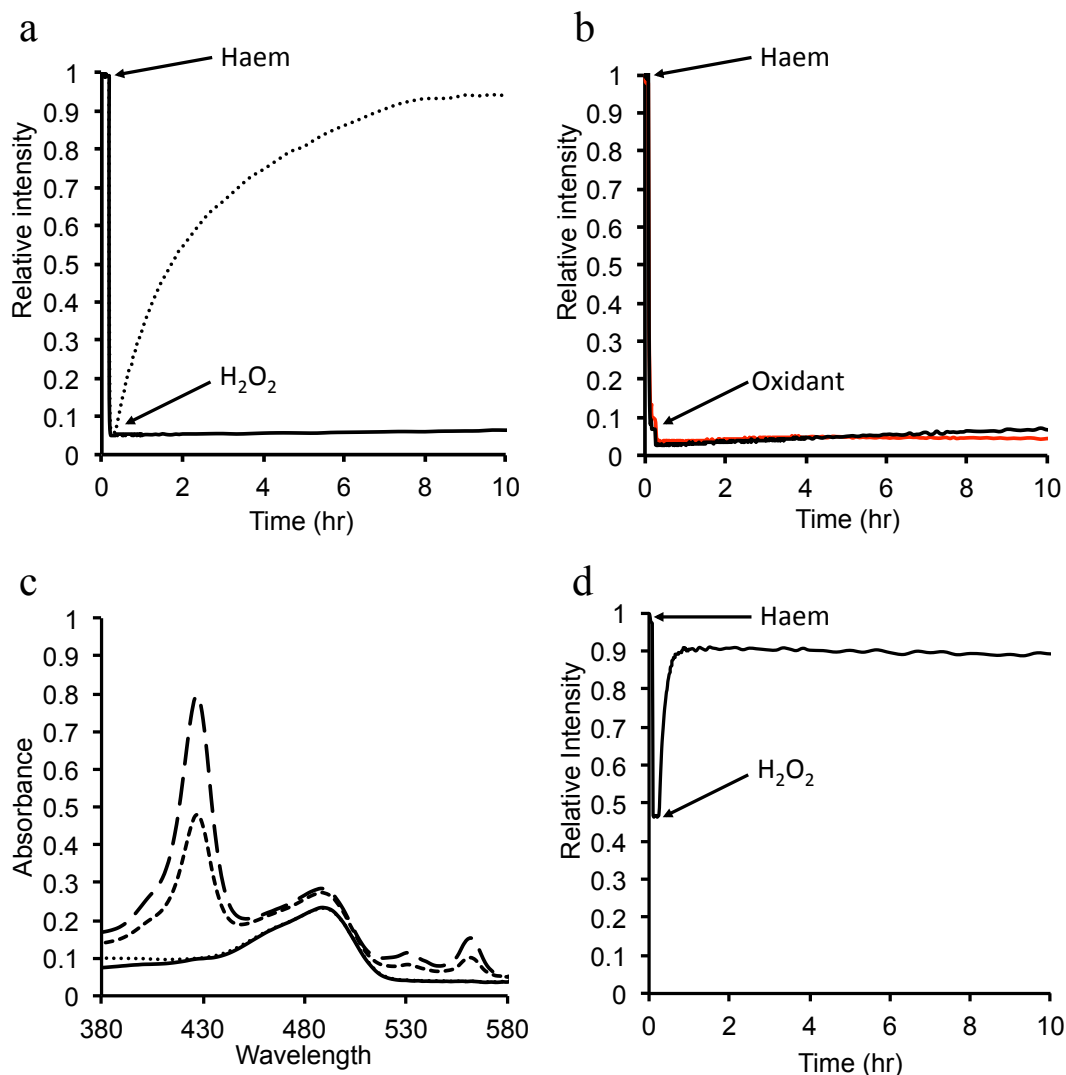 a
Haem
1
0.9
0.8
0.7
0.6
0.5
0.4
0.3
0.2
0.1
0
Relative intensity
H₂O₂
0 2 4 6 8 10
Time (hr)
b
Haem
1
0.9
0.8
0.7
0.6
0.5
0.4
0.3
0.2
0.1
0
Relative intensity
Oxidant
0 2 4 6 8 10
Time (hr)
c
1
0.9
0.8
0.7
0.6
0.5
0.4
0.3
0.2
0.1
0
Absorbance
380 430 480 530 580
Wavelength
d
Haem
1
0.9
0.8
0.7
0.6
0.5
0.4
0.3
0.2
0.1
0
Relative Intensity
H₂O₂
0 2 4 6 8 10
Time (hr)